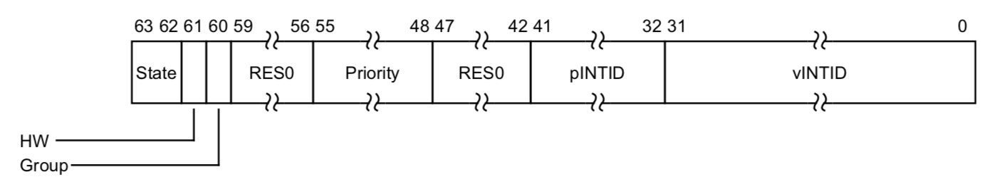 63 62 61 60 59 56 55 48 47 42 41 32 31 0
State RES0 Priority RES0 pINTID vINTID
HW
Group